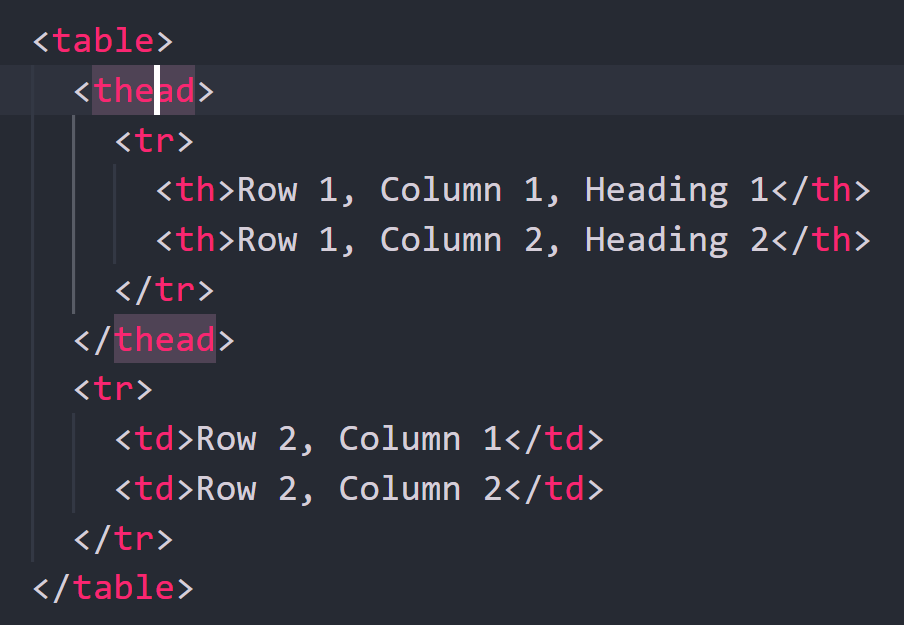 <table>
<thead>
<tr>
<th>Row 1, Column 1, Heading 1</th>
<th>Row 1, Column 2, Heading 2</th>
</tr>
</thead>
<tr>
<td>Row 2, Column 1</td>
<td>Row 2, Column 2</td>
</tr>
</table>